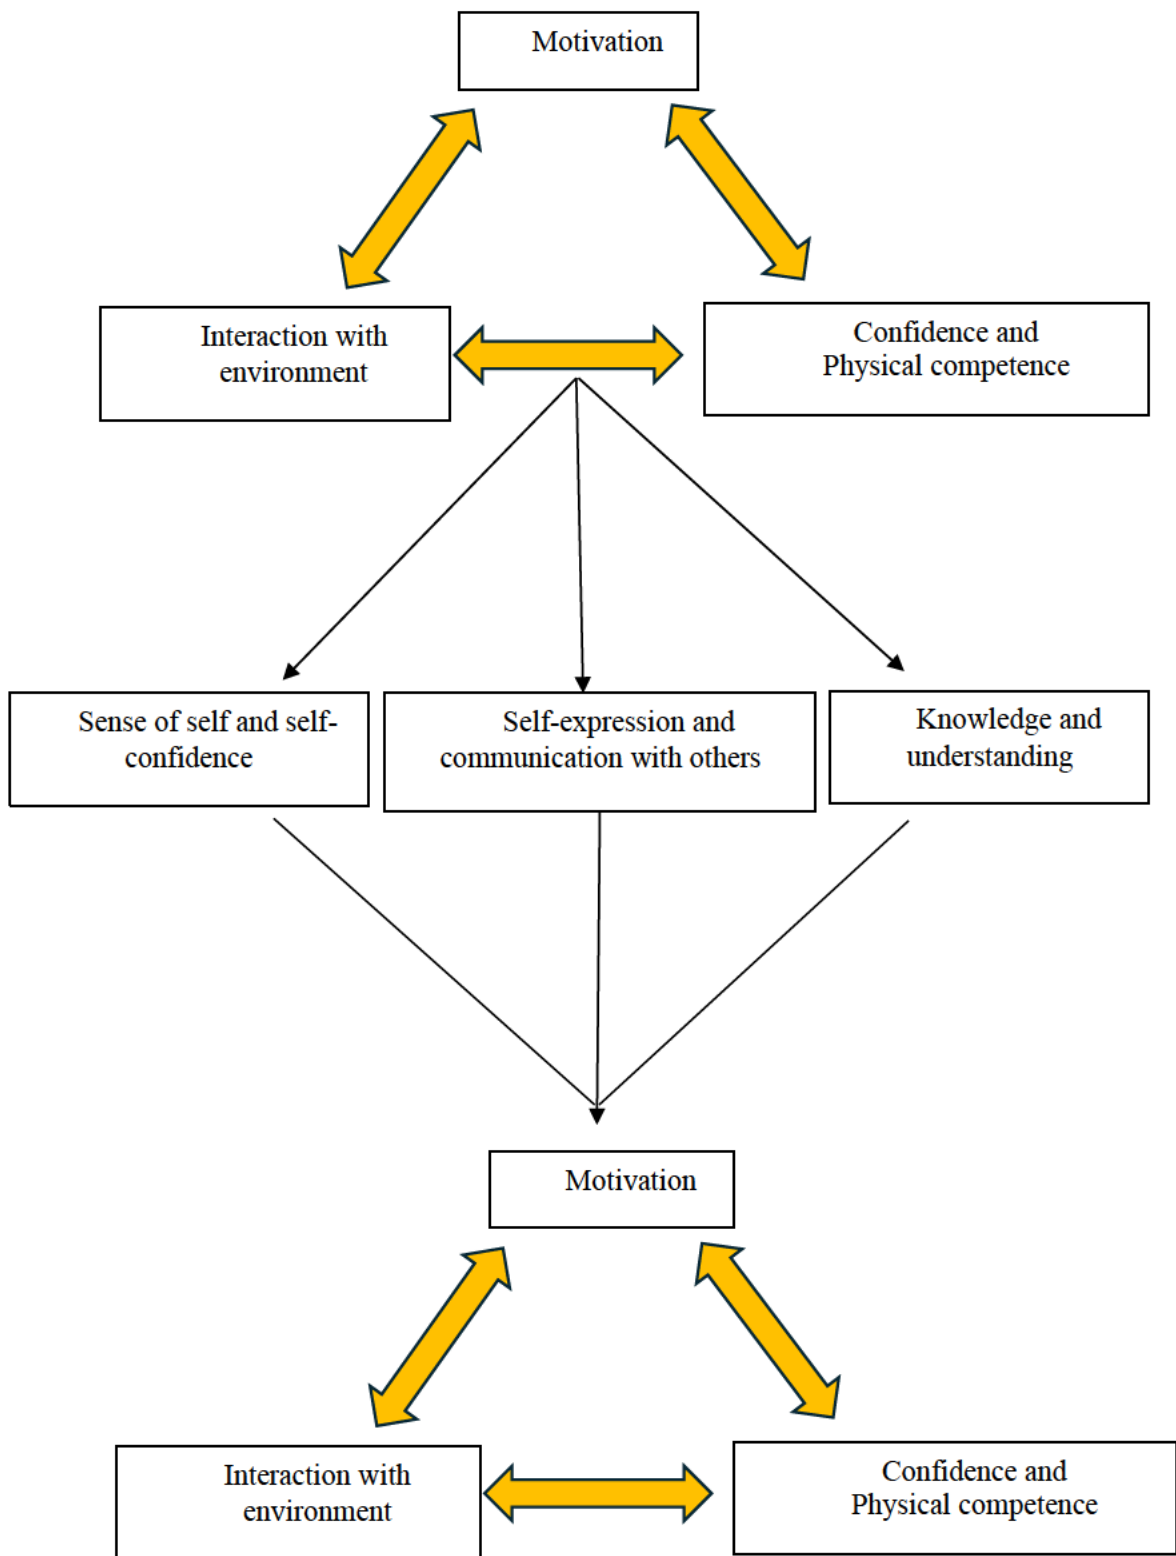 Motivation
Interaction with
environment
Confidence and
Physical competence
Sense of self and self-
confidence
Self-expression and
communication with others
Knowledge and
understanding
Motivation
Interaction with
environment
Confidence and
Physical competence